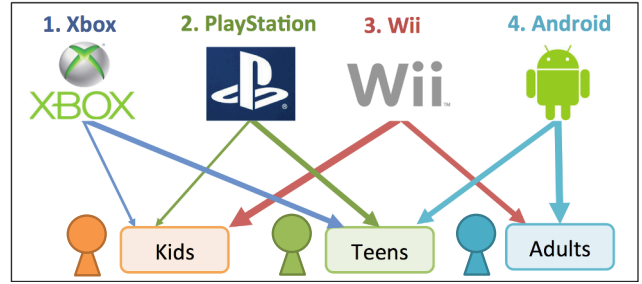 1. Xbox
2. PlayStation
3. Wii
4. Android
XBOX
Wii
Kids
Teens
Adults